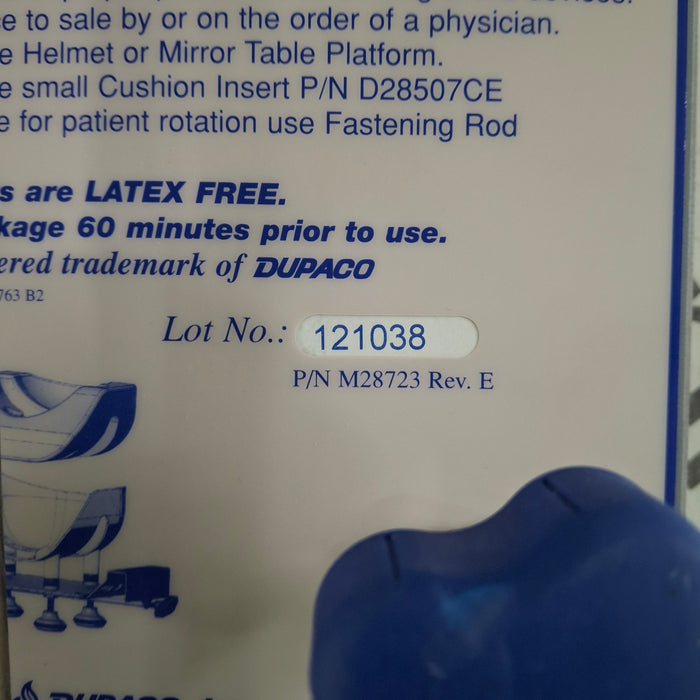 e to sale by or on the order of a physician.
e Helmet or Mirror Table Platform.
e small Cushion Insert P/N D28507CE
e for patient rotation use Fastening Rod
s are LATEX FREE.
kage 60 minutes prior to use.
ered trademark of DUPACO
763 B2
Lot No.: 121038
P/N M28723 Rev. E
DUPACO